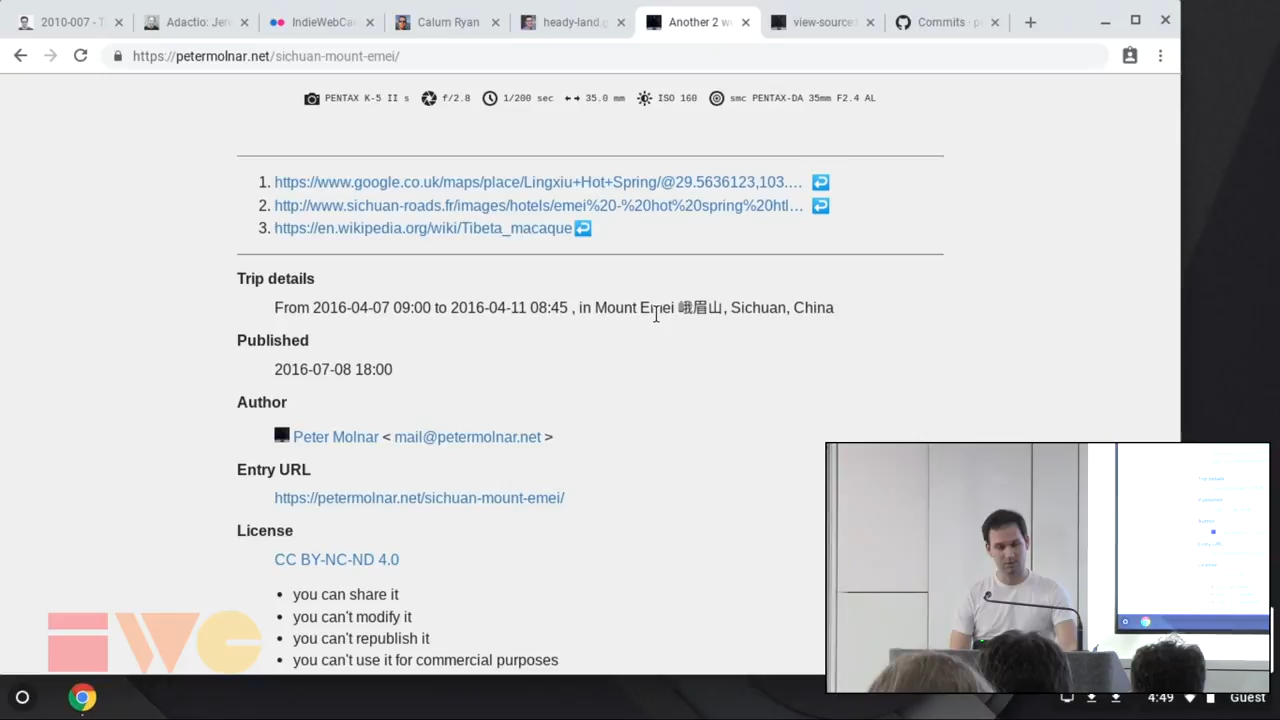 2010-007 - T
Adactio: Jer
IndieWebCa
Calum Ryan
heady-land.g
Another 2 w
view-source:
Commits · p
https://petermolnar.net/sichuan-mount-emei/
PENTAX K-5 II s f/2.8 1/200 sec 35.0 mm ISO 160 smc PENTAX-DA 35mm F2.4 AL
1. https://www.google.co.uk/maps/place/Lingxiu+Hot+Spring/@29.5636123,103.…
2. http://www.sichuan-roads.fr/images/hotels/emei%20-%20hot%20spring%20htl…
3. https://en.wikipedia.org/wiki/Tibeta_macaque
Trip details
From 2016-04-07 09:00 to 2016-04-11 08:45 , in Mount Emei 峨眉山, Sichuan, China
Published
2016-07-08 18:00
Author
Peter Molnar < mail@petermolnar.net >
Entry URL
https://petermolnar.net/sichuan-mount-emei/
License
CC BY-NC-ND 4.0
• you can share it
• you can't modify it
• you can't republish it
• you can't use it for commercial purposes
iwc
Trip details
4:49 Guest